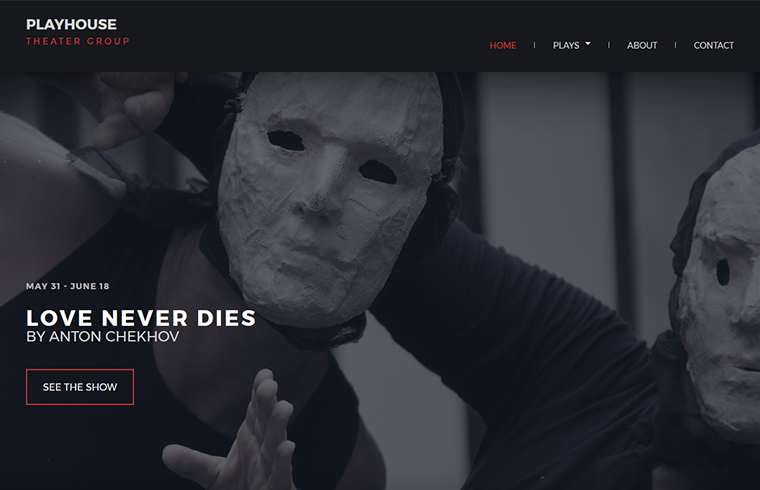 PLAYHOUSE
THEATER GROUP
HOME
PLAYS
ABOUT
CONTACT
MAY 31 - JUNE 18
LOVE NEVER DIES
BY ANTON CHEKHOV
SEE THE SHOW